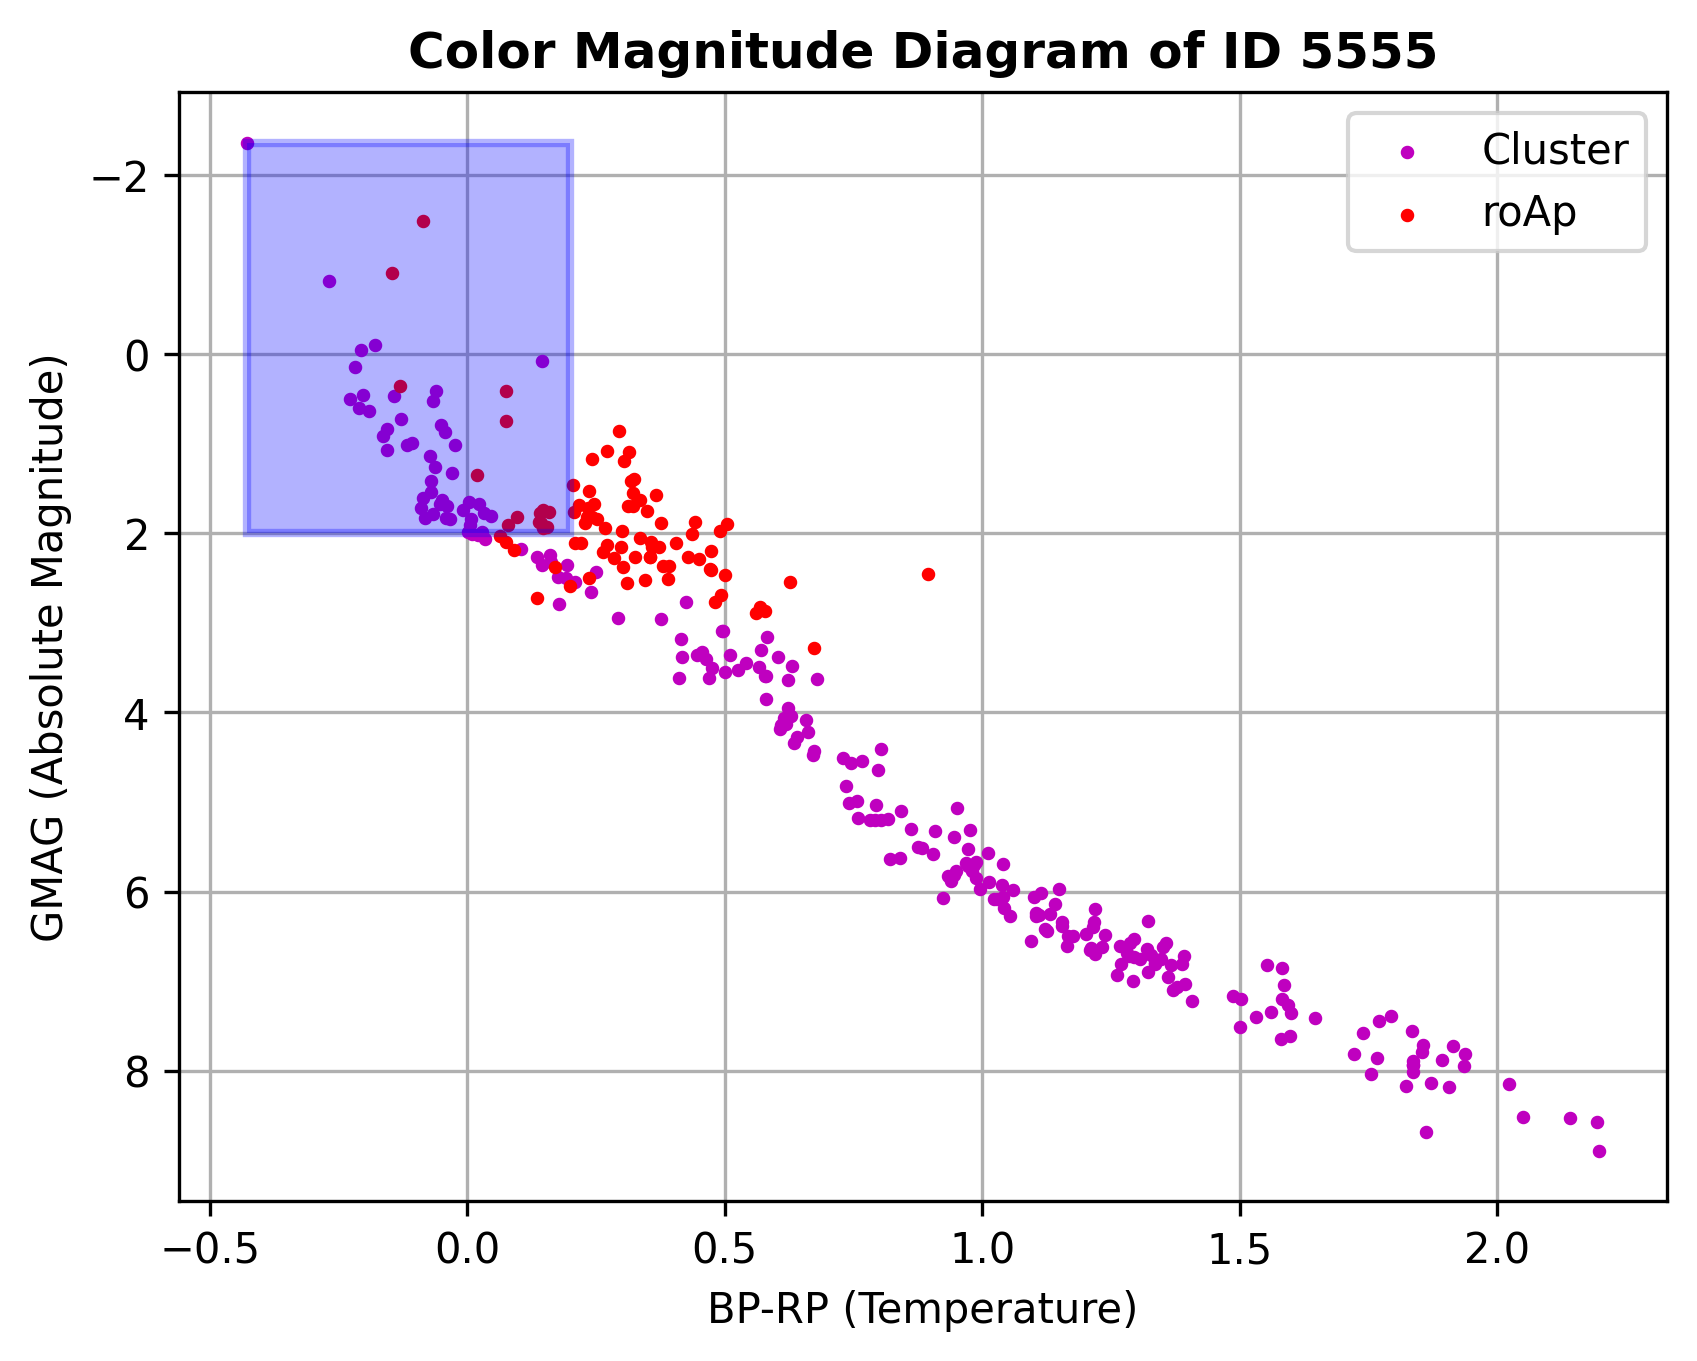 Color Magnitude Diagram of ID 5555
Cluster
roAp
GMAG (Absolute Magnitude)
−2
0
2
4
6
8
−0.5 0.0 0.5 1.0 1.5 2.0
BP-RP (Temperature)